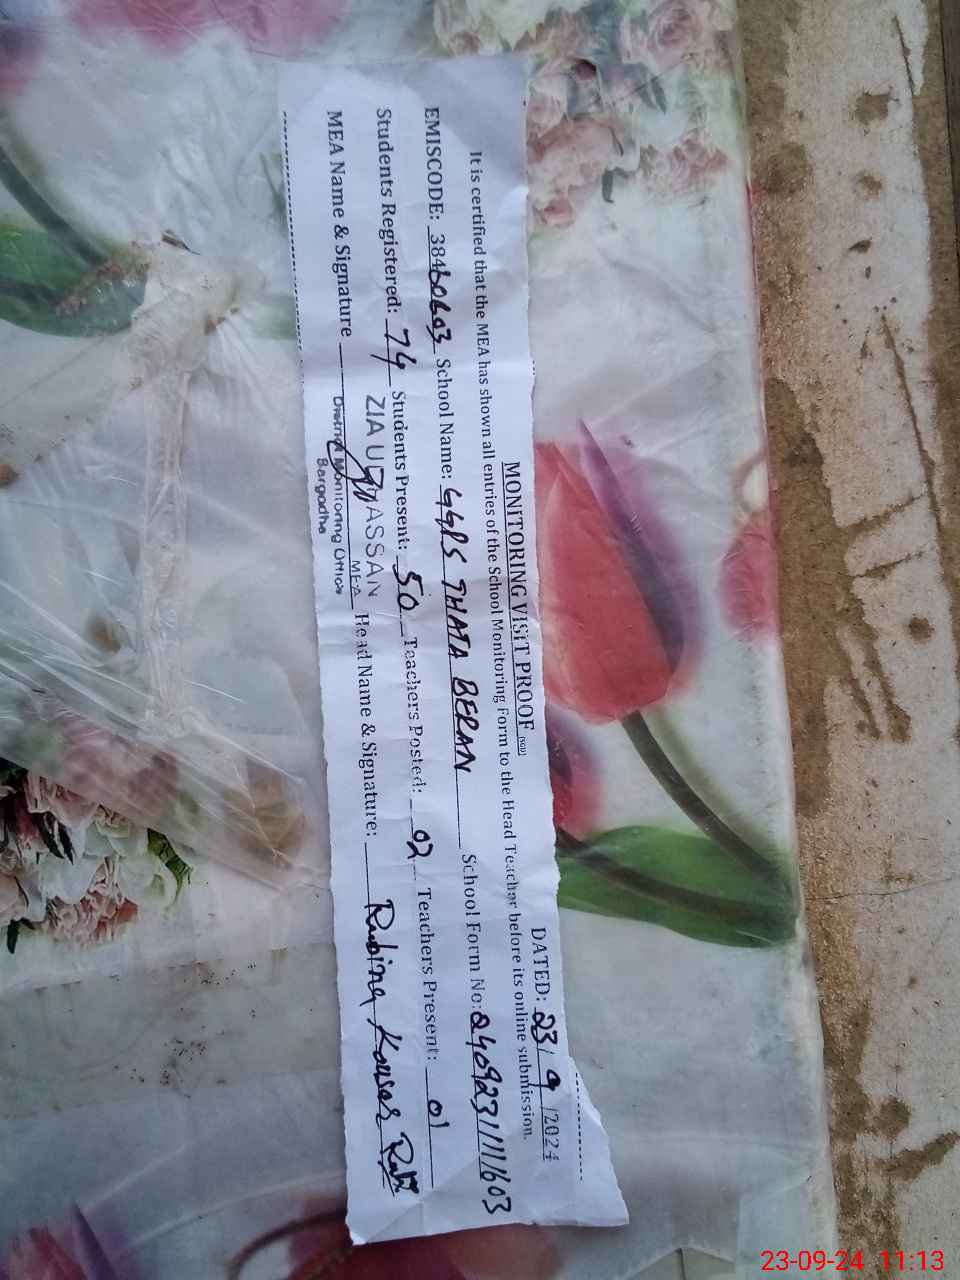 MONITORING VISIT PROOF
DATED: 23/9/2024
It is certified that the MEA has shown all entries of the School Monitoring Form to the Head Teacher before its online submission.
EMISCODE: 38460603 School Name: GGPS THATA BERAN School Form No: 2409231111603
Students Registered: 74 Students Present: 50 Teachers Posted: 02 Teachers Present: 01
MEA Name & Signature ZIA UL HASSAN MEA Head Name & Signature: Rubina Kousar
District Monitoring Office
Sargodha
23-09-24 11:13